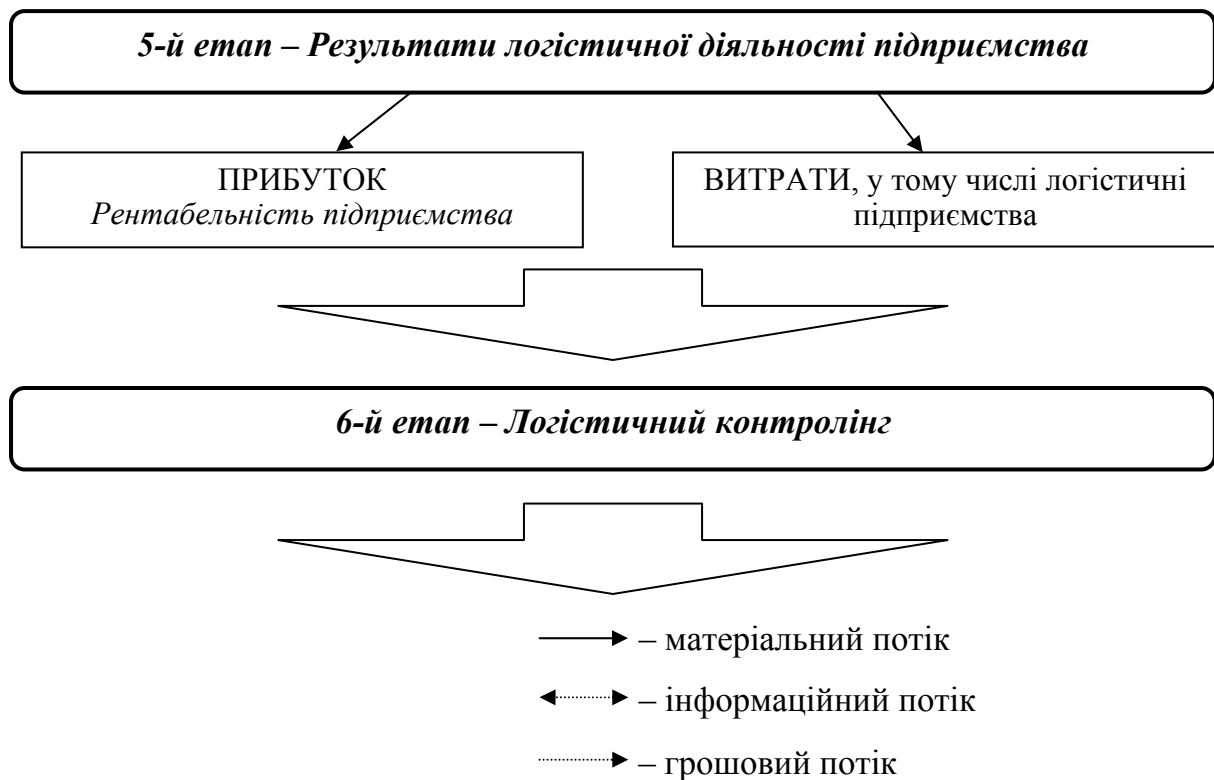 5-й етап – Результати логістичної діяльності підприємства
ПРИБУТОК
Рентабельність підприємства
ВИТРАТИ, у тому числі логістичні
підприємства
6-й етап – Логістичний контролінг
– матеріальний потік
– інформаційний потік
– грошовий потік